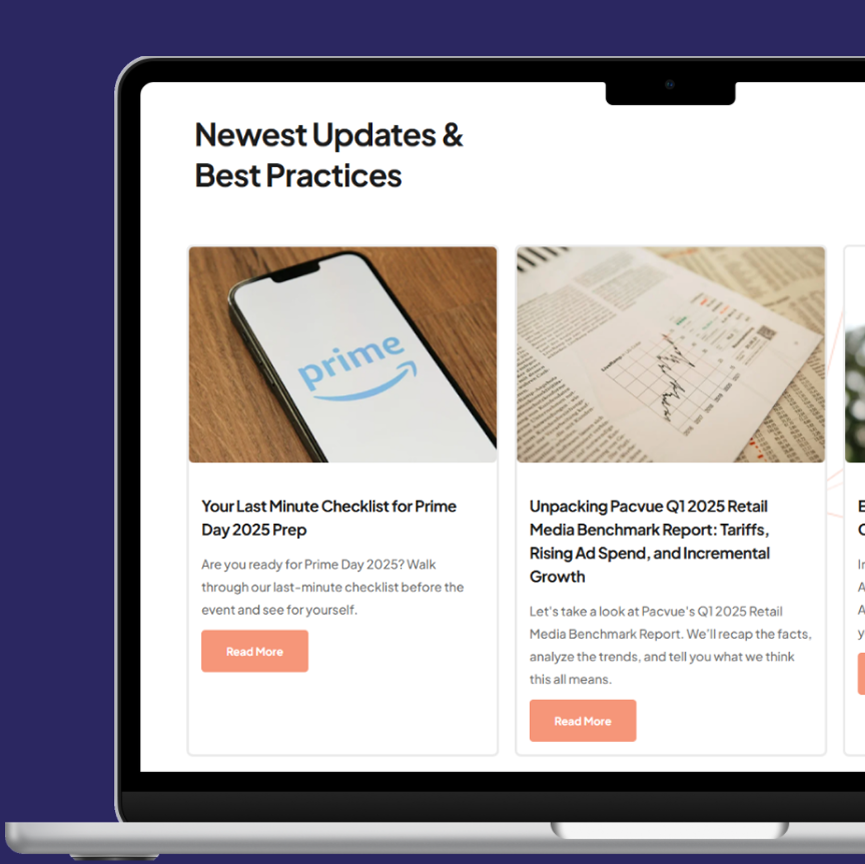 Newest Updates &
Best Practices
prime
Your Last Minute Checklist for Prime
Day 2025 Prep
Are you ready for Prime Day 2025? Walk
through our last-minute checklist before the
event and see for yourself.
Read More
Unpacking Pacvue Q1 2025 Retail
Media Benchmark Report: Tariffs,
Rising Ad Spend, and Incremental
Growth
Let's take a look at Pacvue's Q1 2025 Retail
Media Benchmark Report. We'll recap the facts,
analyze the trends, and tell you what we think
this all means.
Read More